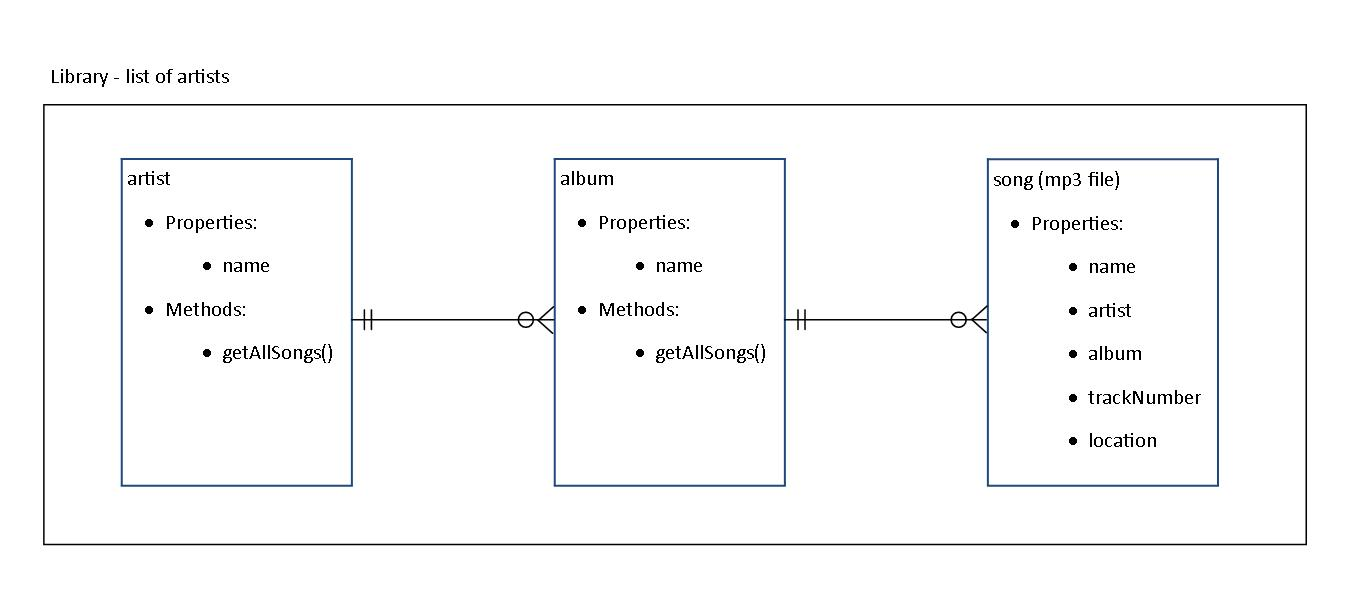 Library - list of artists
artist
• Properties:
• name
• Methods:
• getAllSongs()
album
• Properties:
• name
• Methods:
• getAllSongs()
song (mp3 file)
• Properties:
• name
• artist
• album
• trackNumber
• location